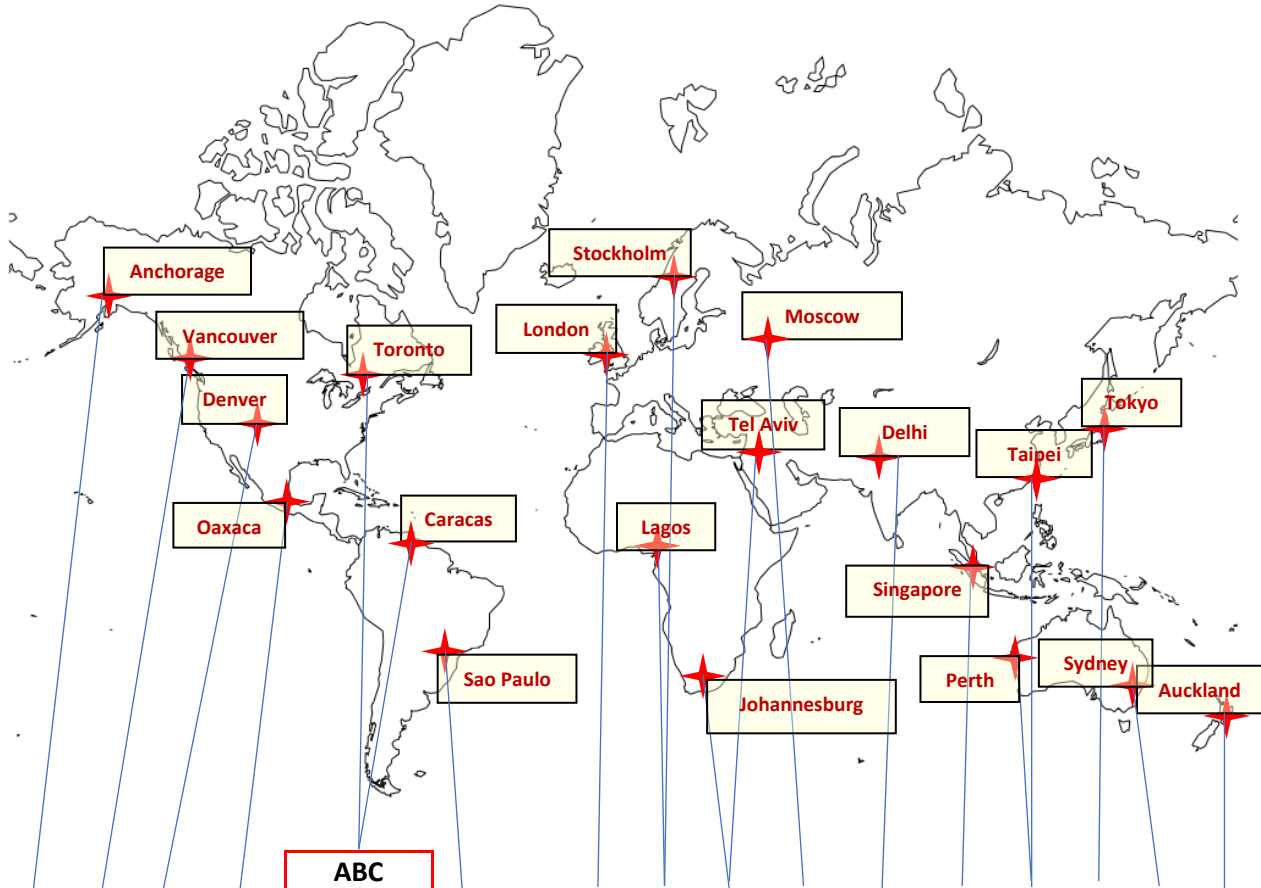 Stockholm
Anchorage
Moscow
London
Vancouver
Toronto
Denver
Tokyo
Tel Aviv
Delhi
Taipei
Oaxaca
Caracas
Lagos
Singapore
Sao Paulo
Perth
Sydney
Auckland
Johannesburg
ABC